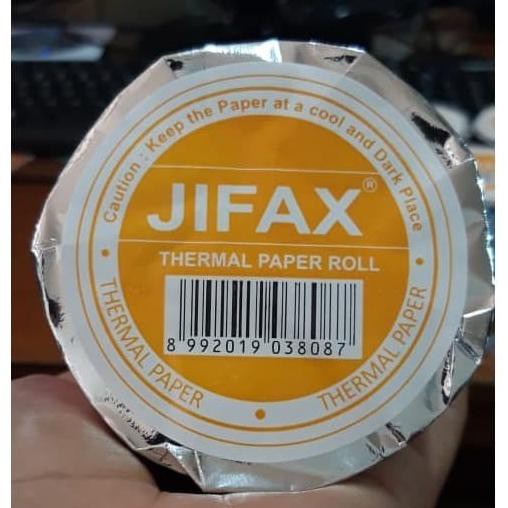 Caution : Keep the Paper at a cool and Dark Place
JIFAX®
THERMAL PAPER ROLL
8 992019 038087
THERMAL PAPER
THERMAL PAPER